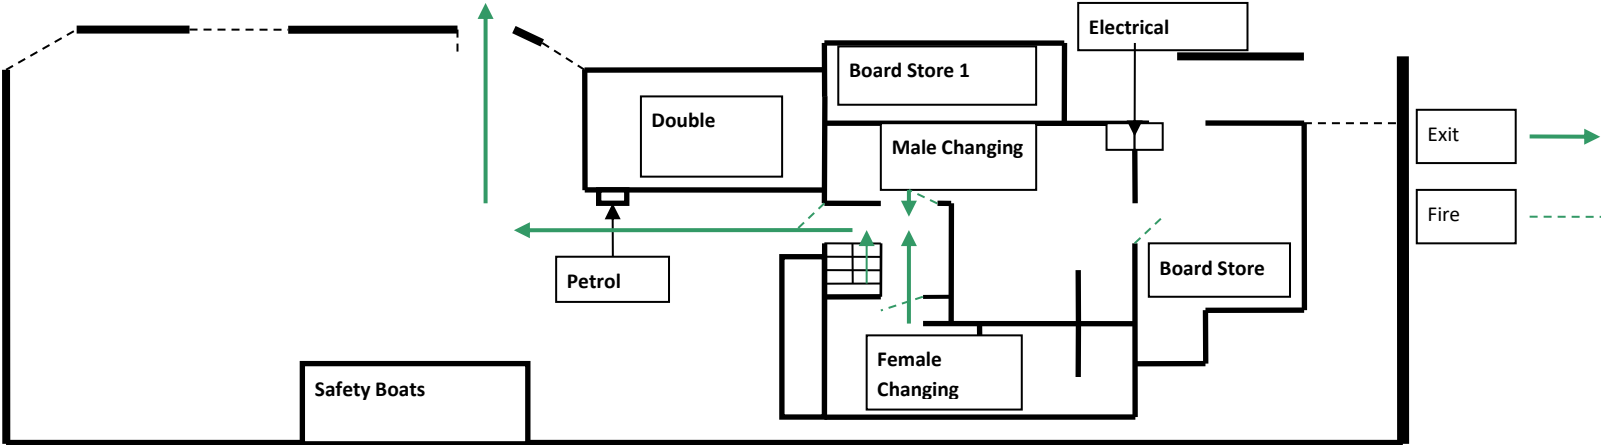 Electrical
Board Store 1
Double
Male Changing
Exit
Fire
Board Store
Petrol
Female
Changing
Safety Boats